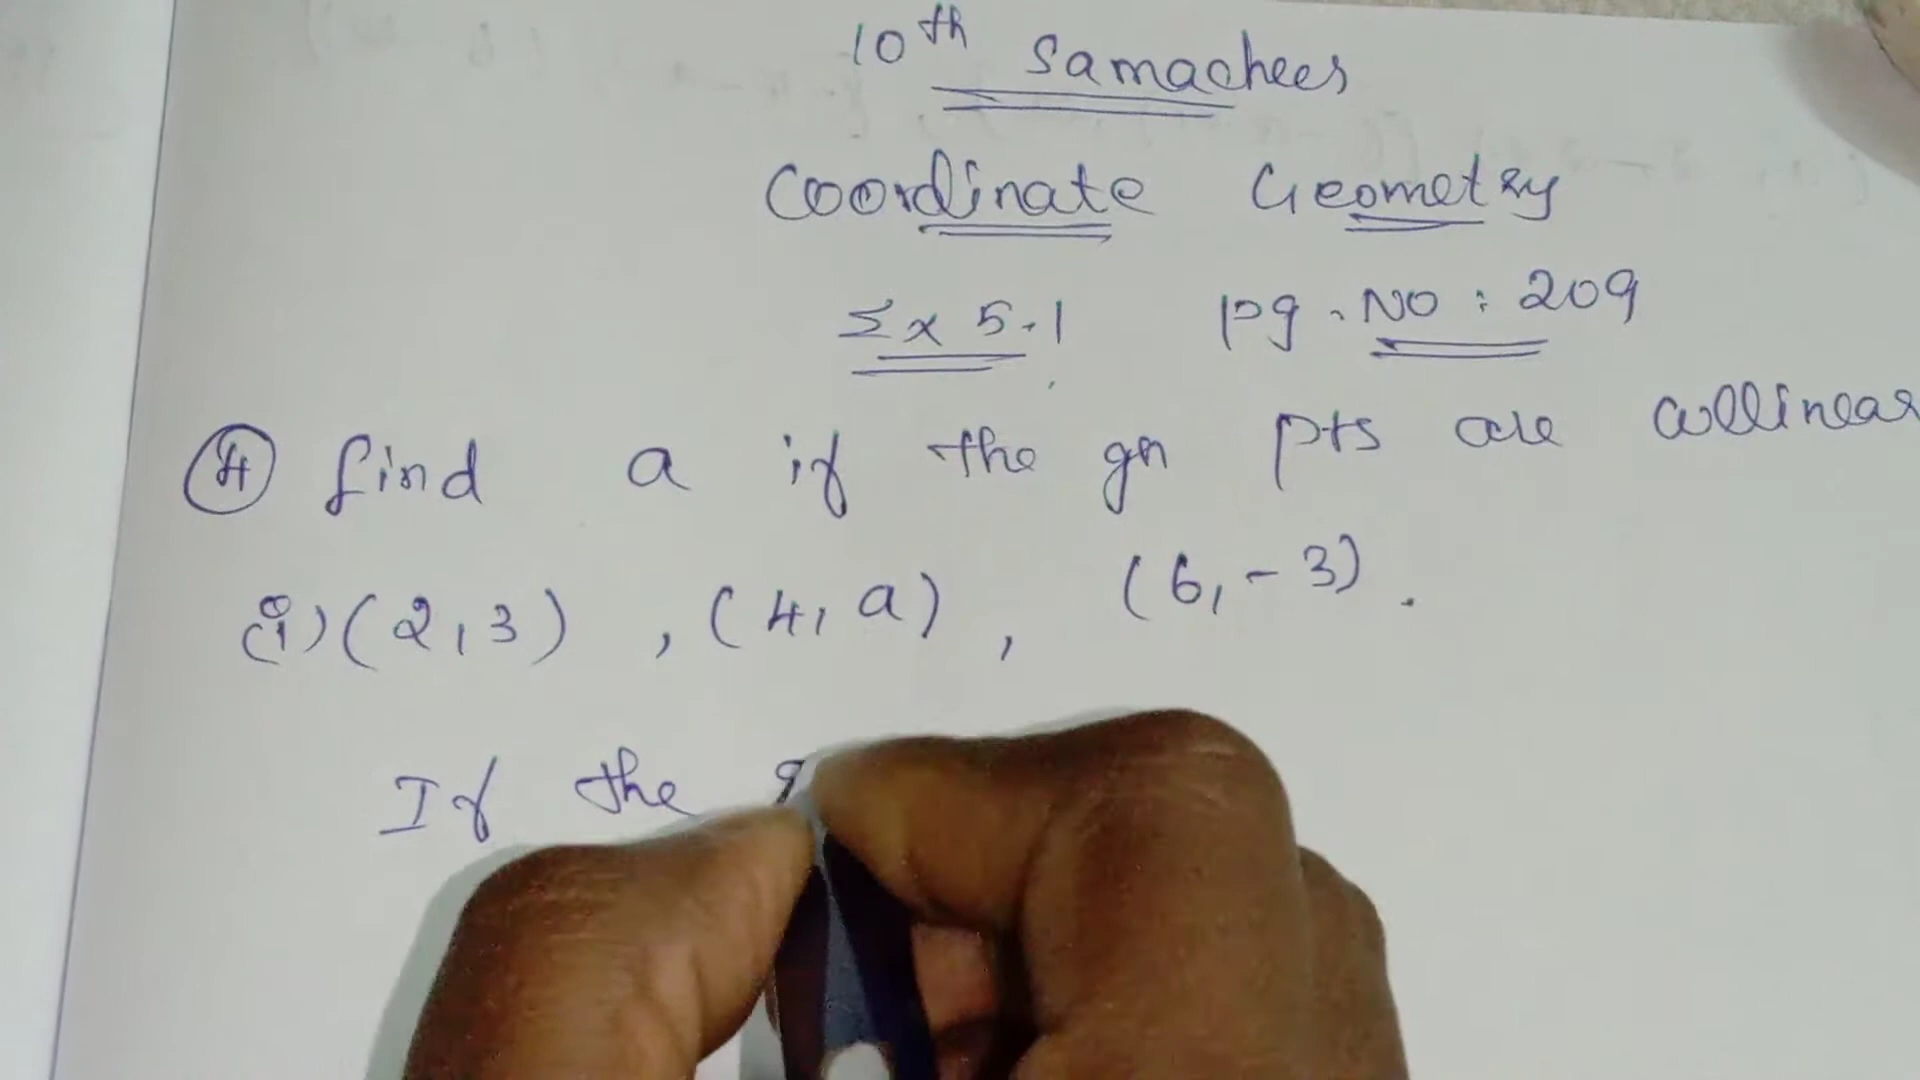 10th Samacheer
Coordinate Geometry
Ex 5.1 pg. No: 209
4 find a if the gn pts are collinear
(i) (2,3), (4, a), (6,-3).
If the g